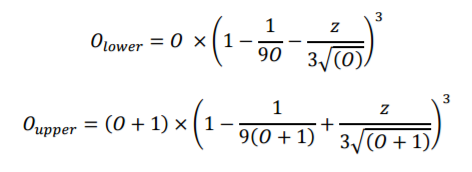 O_lower = O × (1 − 1/9O − z/3√(O))^3
O_upper = (O + 1) × (1 − 1/9(O + 1) + z/3√(O + 1))^3